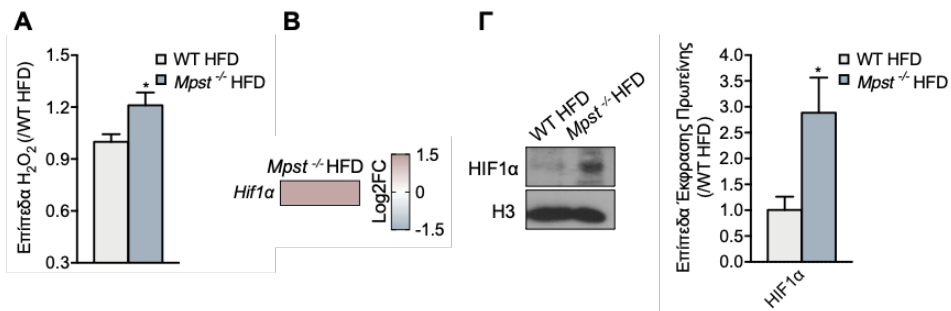 Α
Επίπεδα H₂O₂ (/WT HFD)
1.5
1.2
0.9
0.6
0.3
WT HFD
Mpst -/- HFD
*
Β
Mpst -/- HFD
Hif1α
Log2FC
1.5
0
-1.5
Γ
WT HFD
Mpst -/- HFD
HIF1α
H3
Επίπεδα Έκφρασης Πρωτείνης
(/WT HFD)
4.0
3.5
3.0
2.5
2.0
1.5
1.0
0.5
0.0
WT HFD
Mpst -/- HFD
*
HIF1α